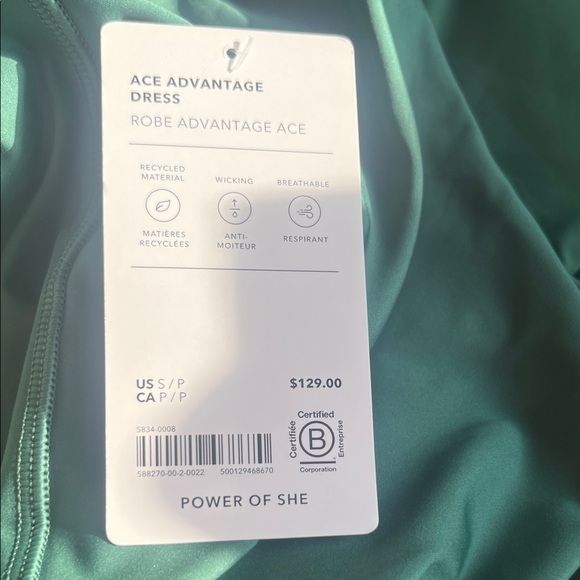 ACE ADVANTAGE
DRESS
ROBE ADVANTAGE ACE
RECYCLED
MATERIAL
MATIÈRES
RECYCLÉES
WICKING
ANTI-
MOITEUR
BREATHABLE
RESPIRANT
US S / P
CA P / P
$129.00
S834-0008
588270-00-2-0022 S00129468670
Certified
Certifiée
B
Entreprise
Corporation
POWER OF SHE